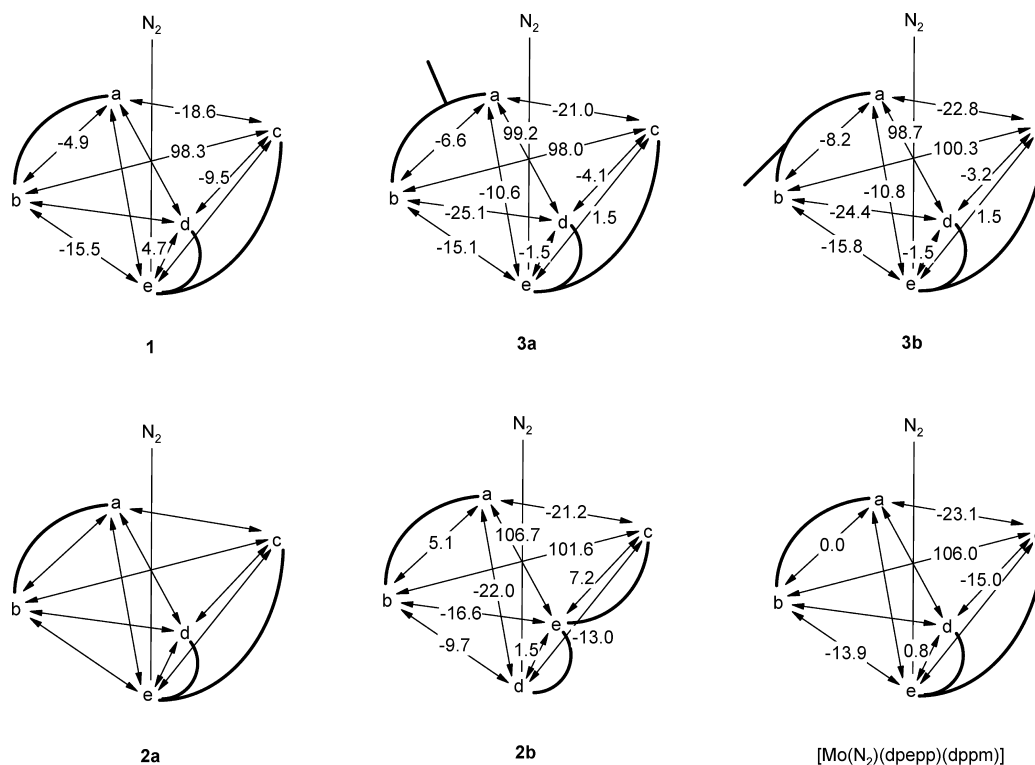 N2
a
-18.6
c
-4.9
98.3
-9.5
b
d
-15.5
4.7
e
1
N2
a
-21.0
c
99.2
-6.6
98.0
-4.1
b
-10.6
-25.1
d
1.5
-15.1
-1.5
e
3a
N2
a
-22.8
98.7
-8.2
100.3
-3.2
b
-10.8
-24.4
d
1.5
-15.8
-1.5
e
3b
N2
a
c
b
d
e
2a
N2
a
-21.2
c
106.7
5.1
101.6
7.2
-22.0
b
-16.6
e
-9.7
1.5
-13.0
d
2b
N2
a
-23.1
0.0
106.0
-15.0
b
d
-13.9
0.8
e
[Mo(N2)(dpepp)(dppm)]